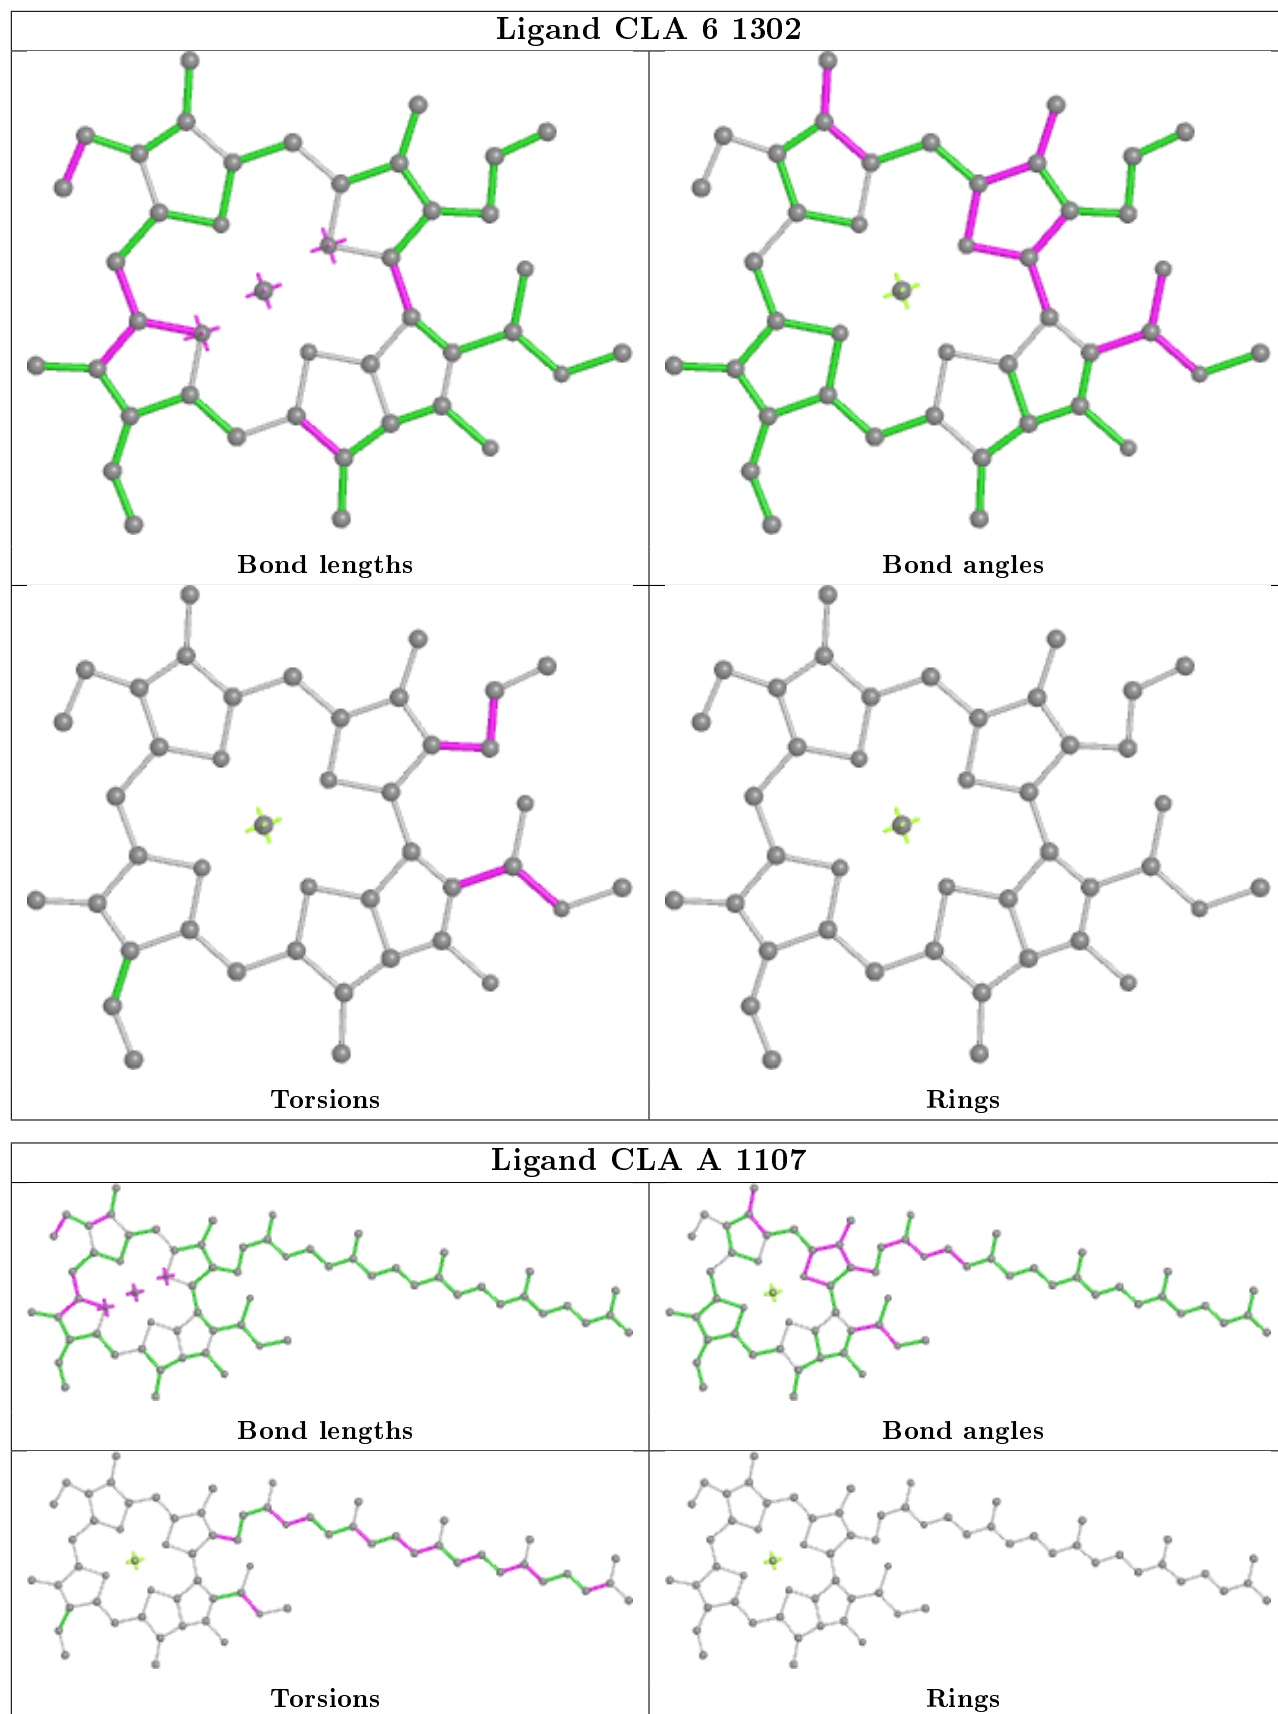 Ligand CLA 6 1302
Bond lengths
Bond angles
Torsions
Rings
Ligand CLA A 1107
Bond lengths
Bond angles
Torsions
Rings